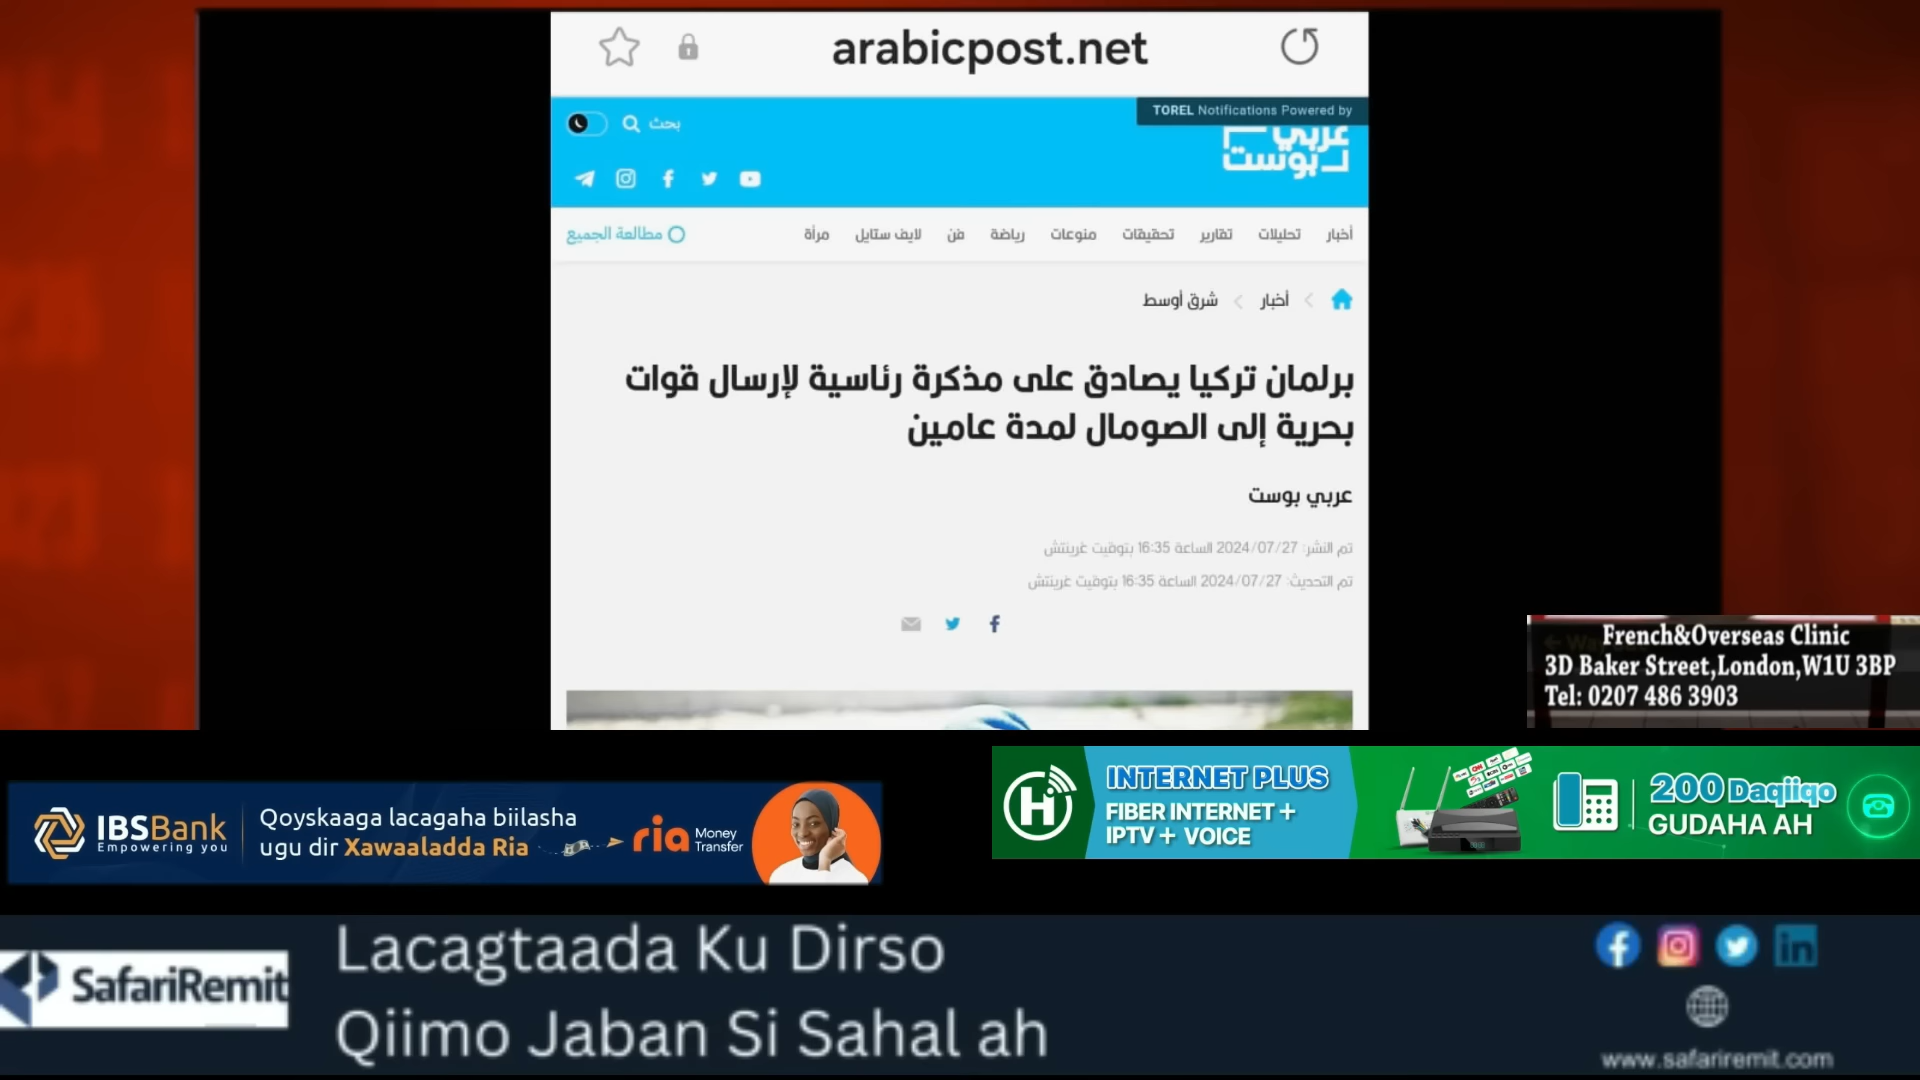 arabicpost.net
TOREL Notifications Powered by
بحث
عربي
بوست
أخبار تحليلات تقارير تحقيقات منوعات رياضة فن لايف ستايل مرأة
مطالعة الجميع
أخبار
شرق أوسط
برلمان تركيا يصادق على مذكرة رئاسية لإرسال قوات
بحرية إلى الصومال لمدة عامين
عربي بوست
تم النشر: 2024/07/27 الساعة 16:35 بتوقيت غرينتش
تم التحديث: 2024/07/27 الساعة 16:35 بتوقيت غرينتش
French&Overseas Clinic
3D Baker Street,London,W1U 3BP
Tel: 0207 486 3903
IBSBank
Empowering you
Qoyskaaga lacagaha biilasha
ugu dir Xawaaladda Ria
ria Money
Transfer
INTERNET PLUS
FIBER INTERNET +
IPTV + VOICE
200 Daqiiqo
GUDAHA AH
SafariRemit
Lacagtaada Ku Dirso
Qiimo Jaban Si Sahal ah
www.safariremit.com